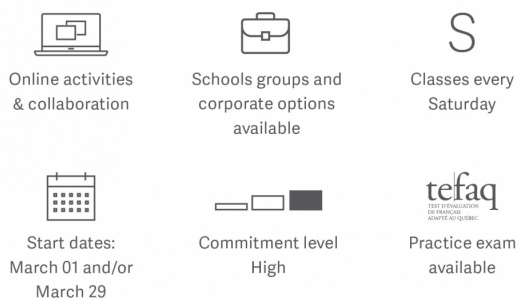 Online activities
& collaboration
Schools groups and
corporate options
available
S
Classes every
Saturday
Start dates:
March 01 and/or
March 29
Commitment level
High
tefaq
TEST D'ÉVALUATION
DE FRANÇAIS
ADAPTÉ AU QUÉBEC
Practice exam
available